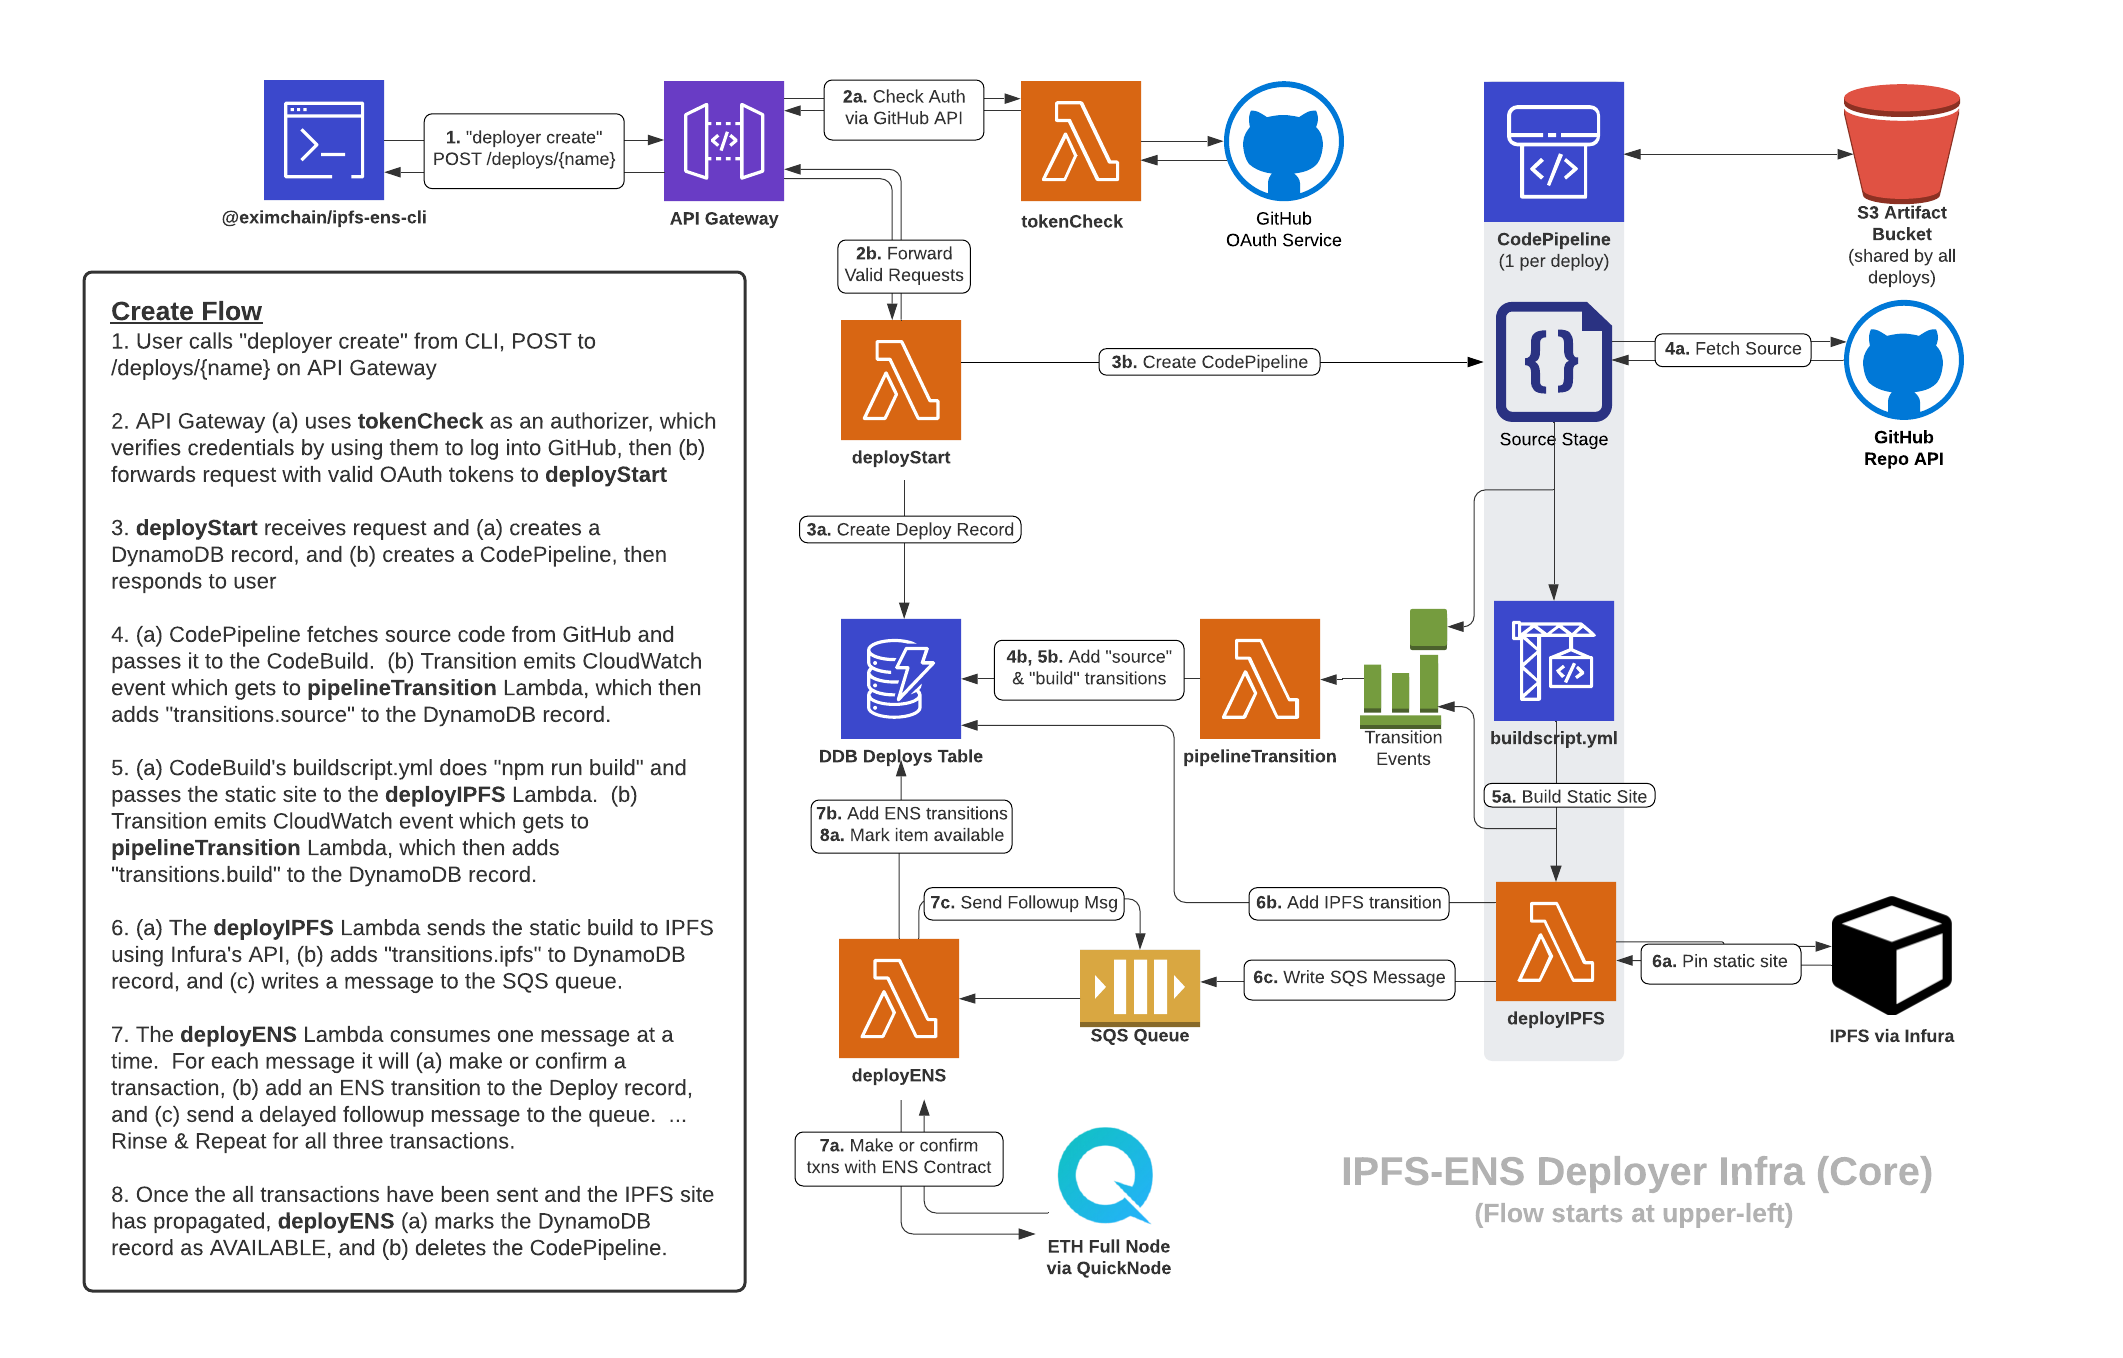 1. "deployer create"
POST /deploys/{name}
@eximchain/ipfs-ens-cli
API Gateway
2a. Check Auth
via GitHub API
tokenCheck
GitHub
OAuth Service
CodePipeline
(1 per deploy)
S3 Artifact
Bucket
(shared by all
deploys)
2b. Forward
Valid Requests
deployStart
3b. Create CodePipeline
{ }
Source Stage
4a. Fetch Source
GitHub
Repo API
Create Flow
1. User calls "deployer create" from CLI, POST to
/deploys/{name} on API Gateway
2. API Gateway (a) uses tokenCheck as an authorizer, which
verifies credentials by using them to log into GitHub, then (b)
forwards request with valid OAuth tokens to deployStart
3. deployStart receives request and (a) creates a
DynamoDB record, and (b) creates a CodePipeline, then
responds to user
4. (a) CodePipeline fetches source code from GitHub and
passes it to the CodeBuild.  (b) Transition emits CloudWatch
event which gets to pipelineTransition Lambda, which then
adds "transitions.source" to the DynamoDB record.
5. (a) CodeBuild's buildscript.yml does "npm run build" and
passes the static site to the deployIPFS Lambda.  (b)
Transition emits CloudWatch event which gets to
pipelineTransition Lambda, which then adds
"transitions.build" to the DynamoDB record.
6. (a) The deployIPFS Lambda sends the static build to IPFS
using Infura's API, (b) adds "transitions.ipfs" to DynamoDB
record, and (c) writes a message to the SQS queue.
7. The deployENS Lambda consumes one message at a
time.  For each message it will (a) make or confirm a
transaction, (b) add an ENS transition to the Deploy record,
and (c) send a delayed followup message to the queue.  ...
Rinse & Repeat for all three transactions.
8. Once the all transactions have been sent and the IPFS site
has propagated, deployENS (a) marks the DynamoDB
record as AVAILABLE, and (b) deletes the CodePipeline.
3a. Create Deploy Record
DDB Deploys Table
4b, 5b. Add "source"
& "build" transitions
pipelineTransition
Transition
Events
buildscript.yml
5a. Build Static Site
7b. Add ENS transitions
8a. Mark item available
7c. Send Followup Msg
6b. Add IPFS transition
deployENS
SQS Queue
6c. Write SQS Message
deployIPFS
6a. Pin static site
IPFS via Infura
7a. Make or confirm
txns with ENS Contract
ETH Full Node
via QuickNode
IPFS-ENS Deployer Infra (Core)
(Flow starts at upper-left)